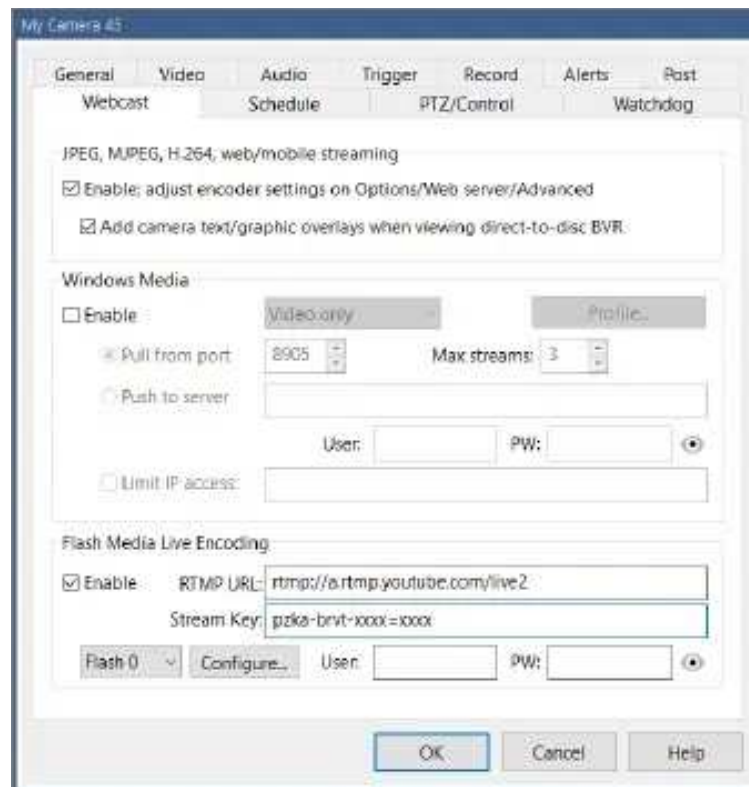 My Camera 45
General Video Audio Trigger Record Alerts Post
Webcast Schedule PTZ/Control Watchdog
JPEG, MJPEG, H.264, web/mobile streaming
Enable; adjust encoder settings on Options/Web server/Advanced
Add camera text/graphic overlays when viewing direct-to-disc BVR
Windows Media
Enable Video only Profile...
Pull from port 8905 Max streams: 3
Push to server
User: PW:
Limit IP access:
Flash Media Live Encoding
Enable RTMP URL: rtmp://a.rtmp.youtube.com/live2
Stream Key: pzka-brvt-xxxx=xxxx
Flash 0 Configure... User: PW:
OK Cancel Help